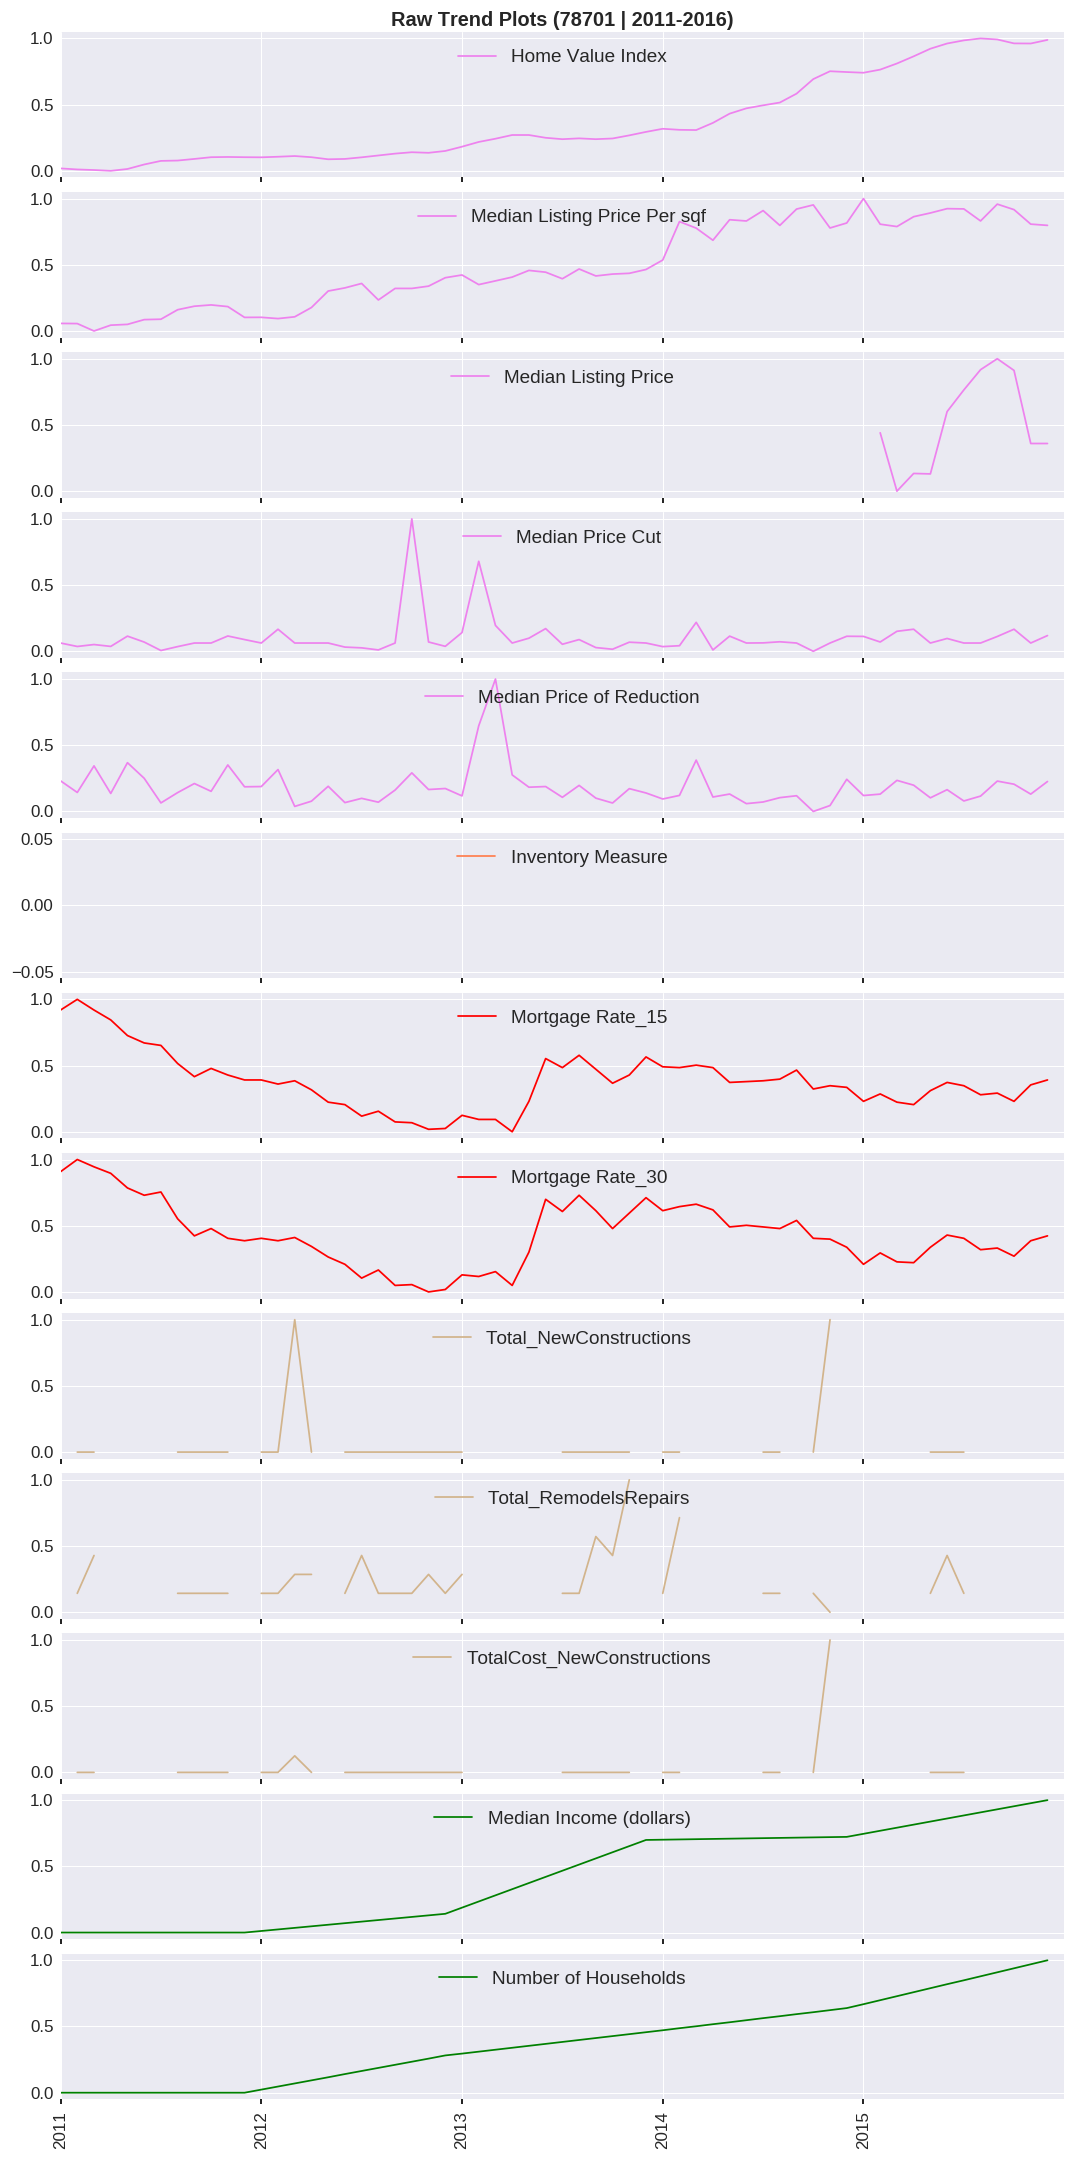 Raw Trend Plots (78701 | 2011-2016)
1.0
Home Value Index
0.5
0.0
1.0
Median Listing Price Per sqf
0.5
0.0
1.0
Median Listing Price
0.5
0.0
1.0
Median Price Cut
0.5
0.0
1.0
Median Price of Reduction
0.5
0.0
0.05
Inventory Measure
0.00
−0.05
1.0
Mortgage Rate_15
0.5
0.0
1.0
Mortgage Rate_30
0.5
0.0
1.0
Total_NewConstructions
0.5
0.0
1.0
Total_RemodelsRepairs
0.5
0.0
1.0
TotalCost_NewConstructions
0.5
0.0
1.0
Median Income (dollars)
0.5
0.0
1.0
Number of Households
0.5
0.0
2011 2012 2013 2014 2015